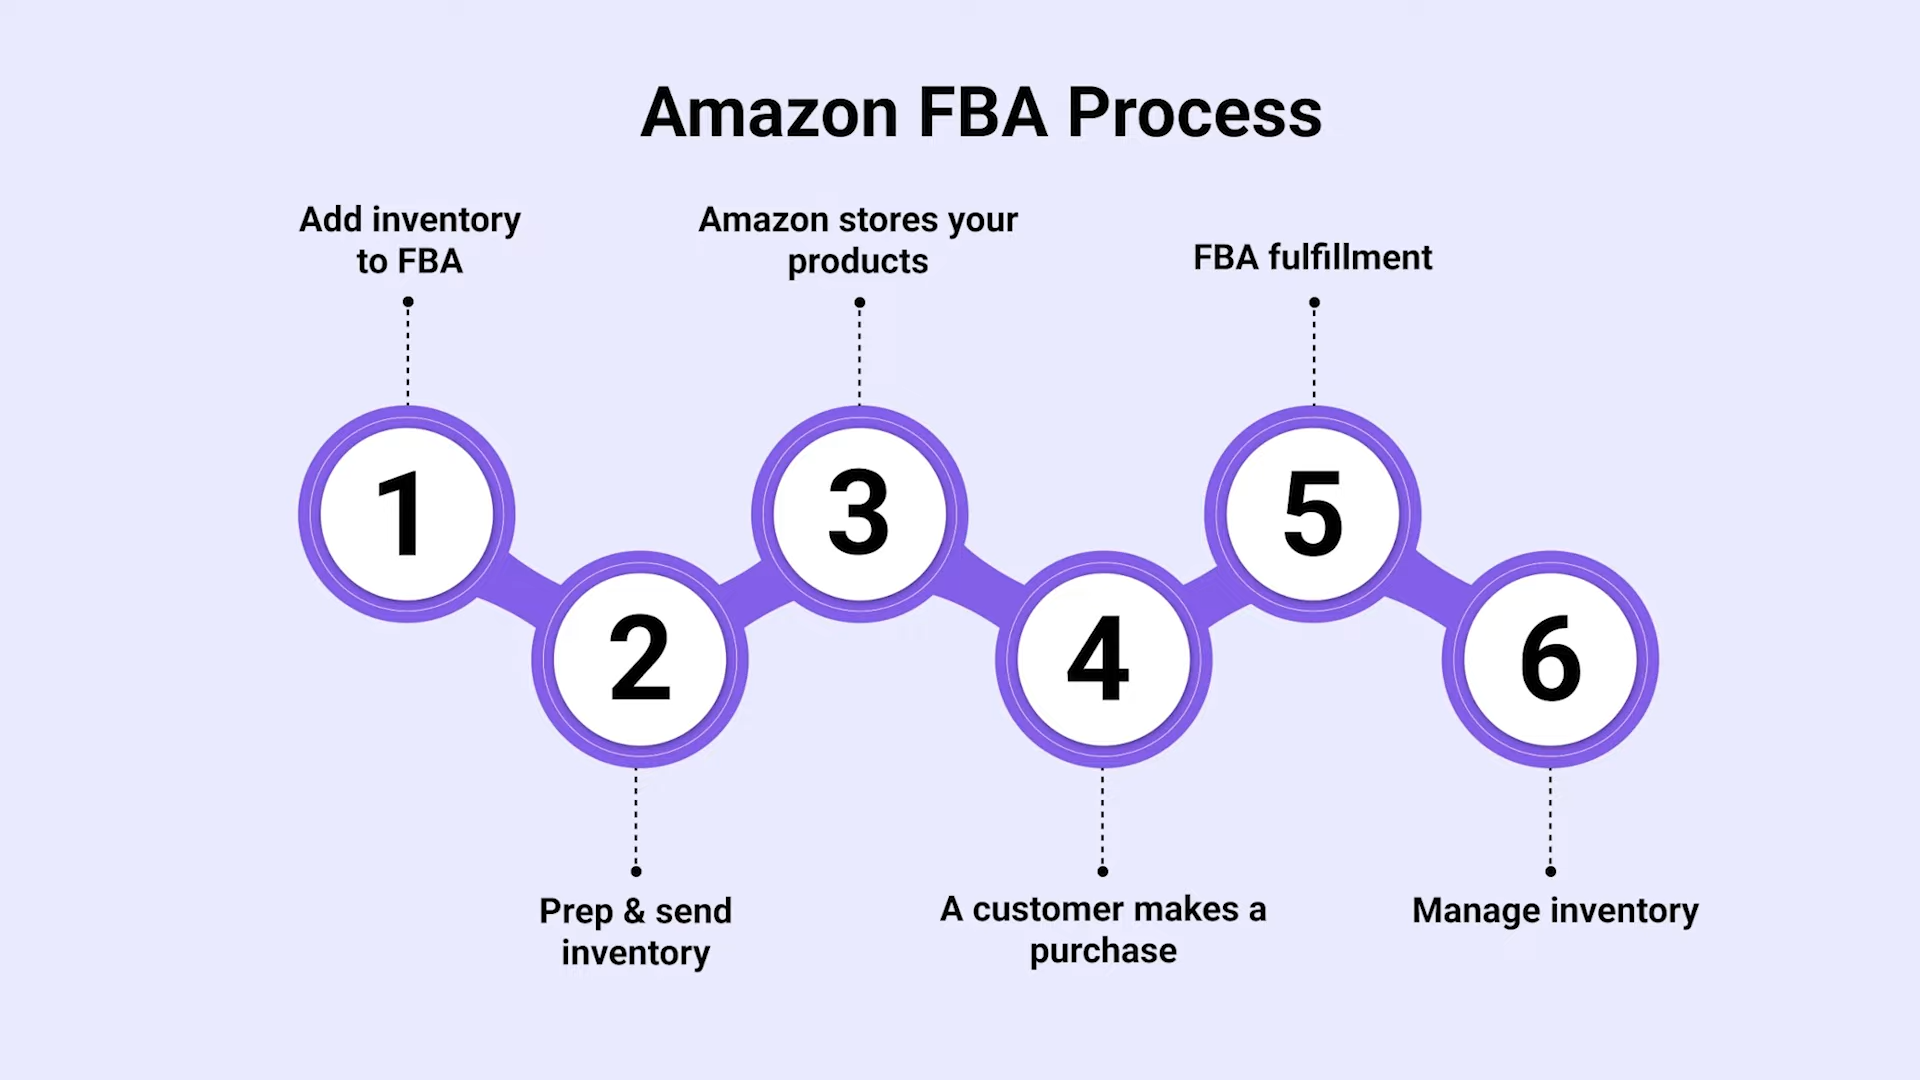 Amazon FBA Process
Add inventory
to FBA
Amazon stores your
products
FBA fulfillment
1
2
3
4
5
6
Prep & send
inventory
A customer makes a
purchase
Manage inventory